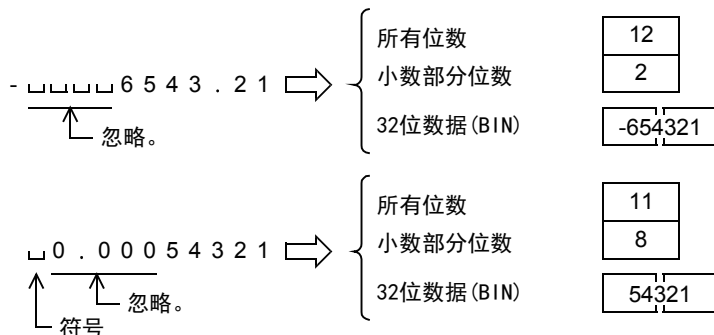 所有位数 12
- ␣␣␣␣6543.21 小数部分位数 2
忽略。 32位数据(BIN) -654321
所有位数 11
␣0.00054321 小数部分位数 8
忽略。 32位数据(BIN) 54321
符号